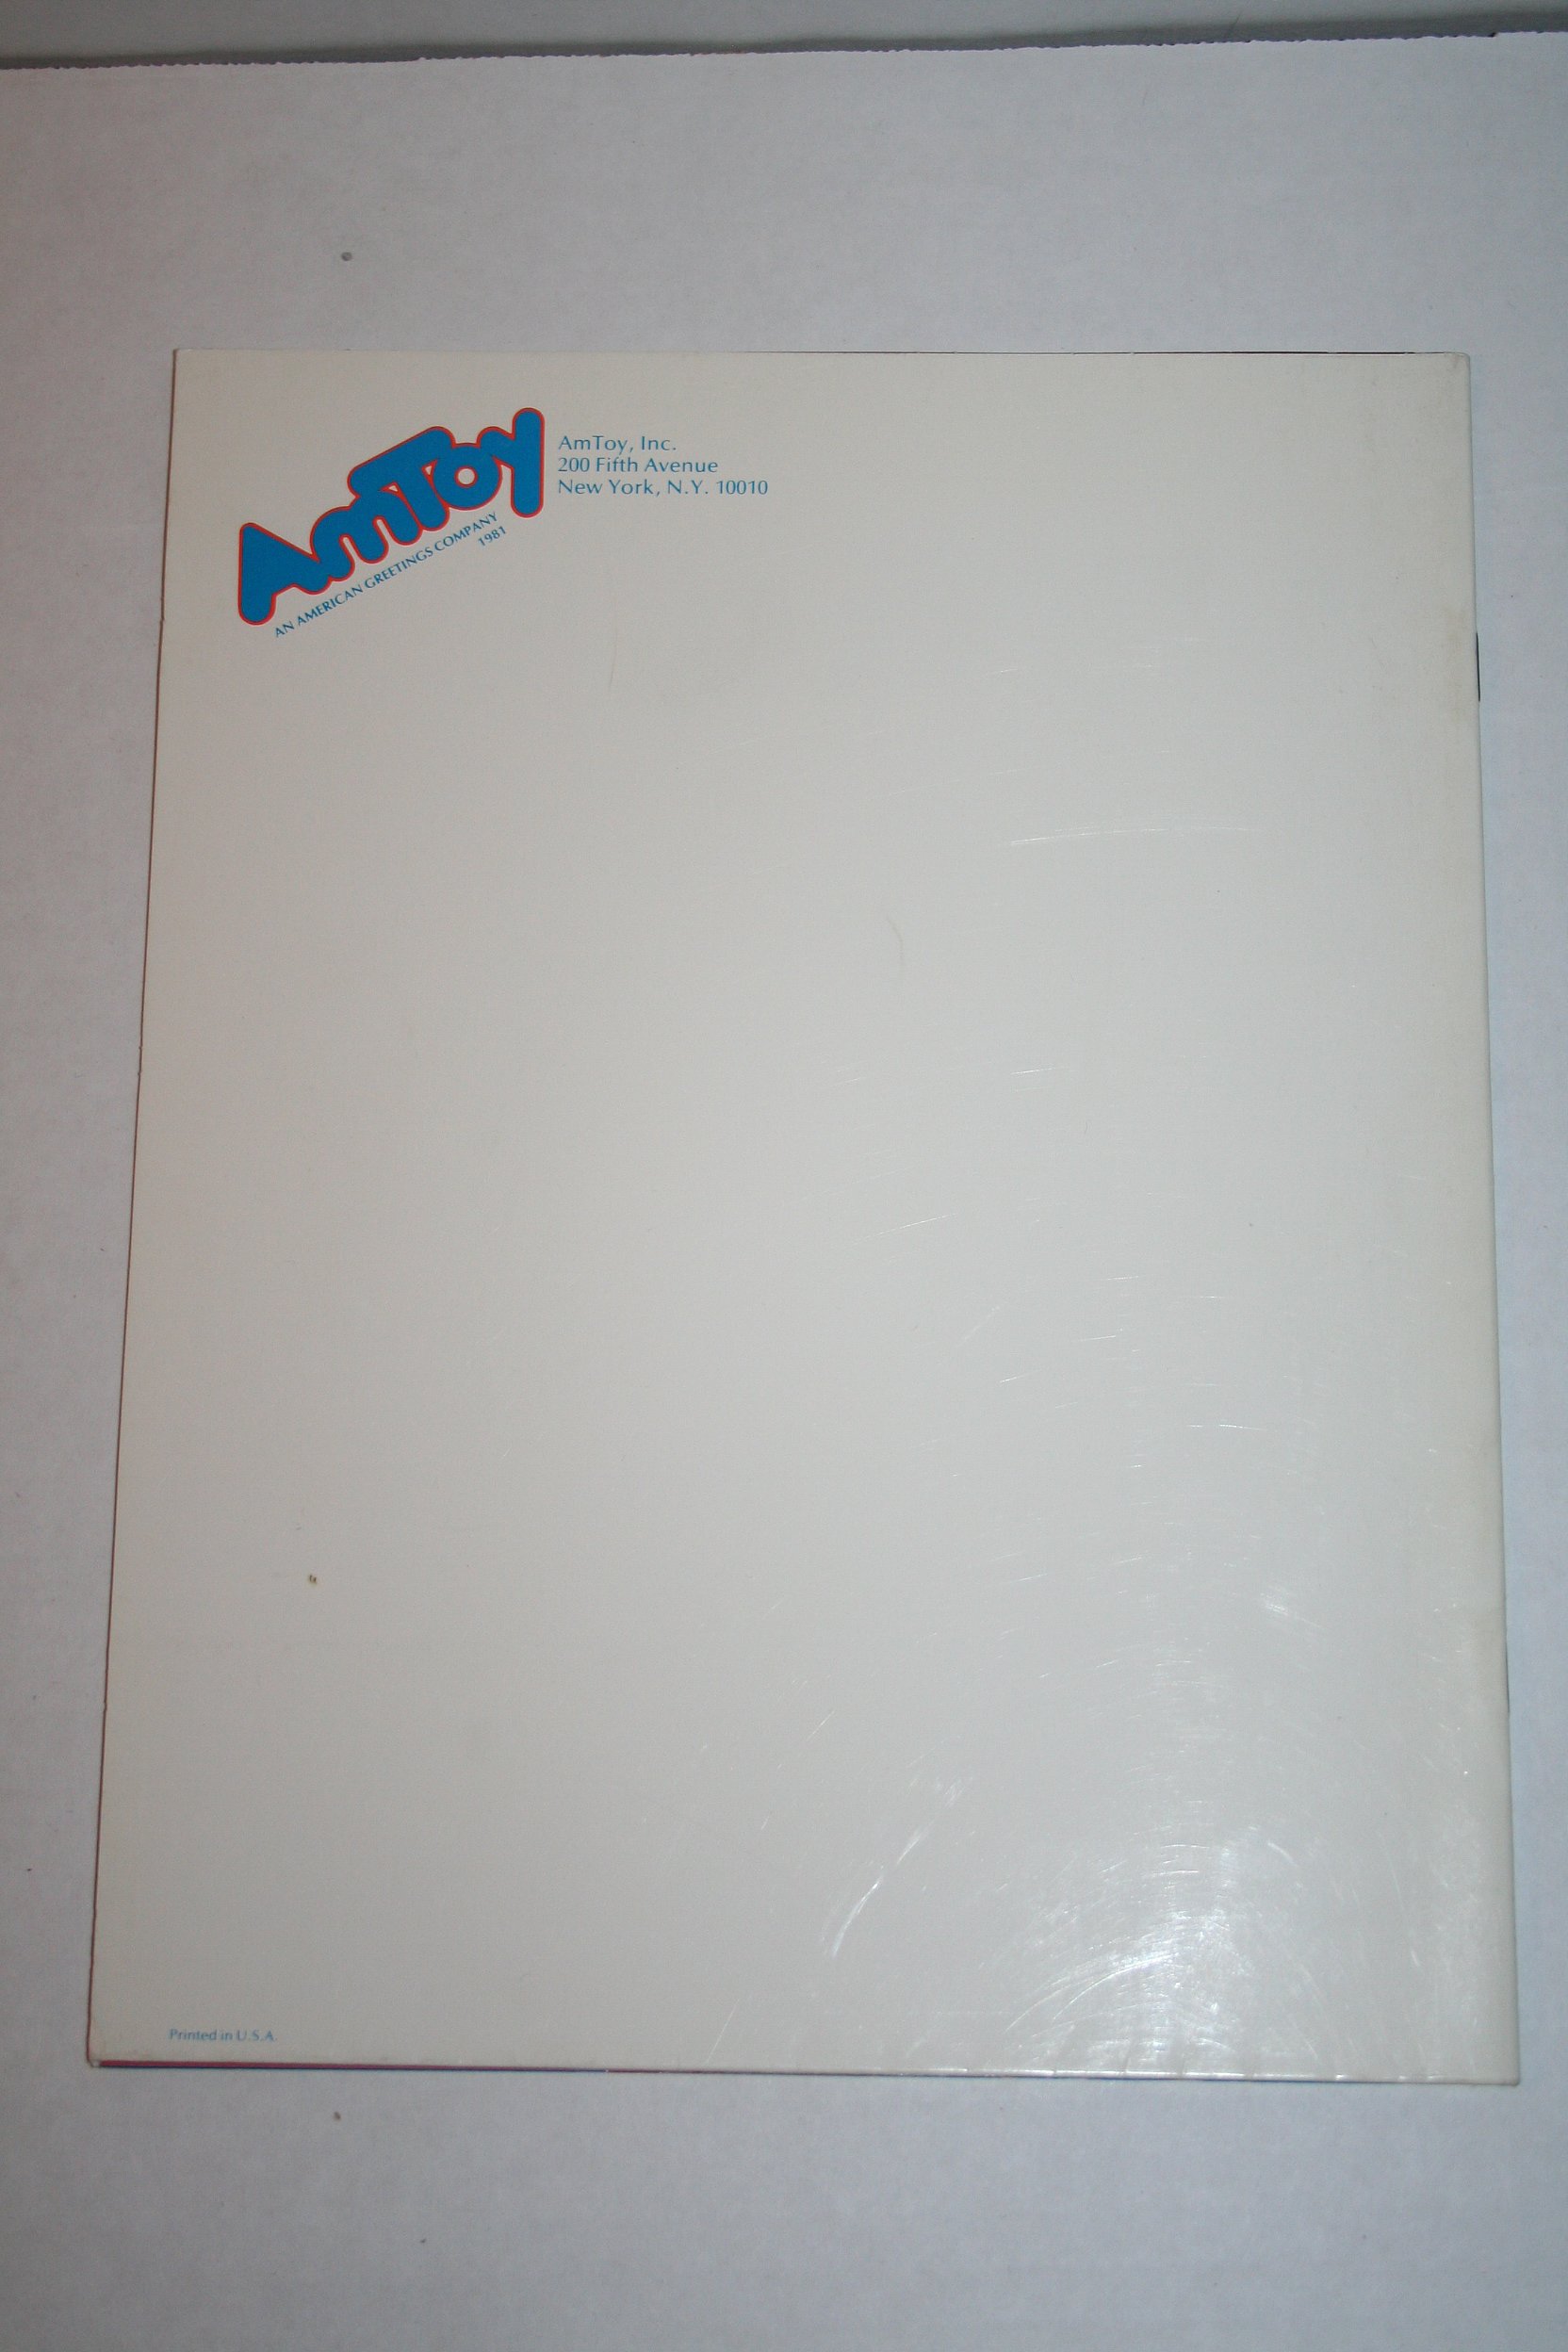 AmToy
AN AMERICAN GREETINGS COMPANY
1981
AmToy, Inc.
200 Fifth Avenue
New York, N.Y. 10010
Printed in U.S.A.